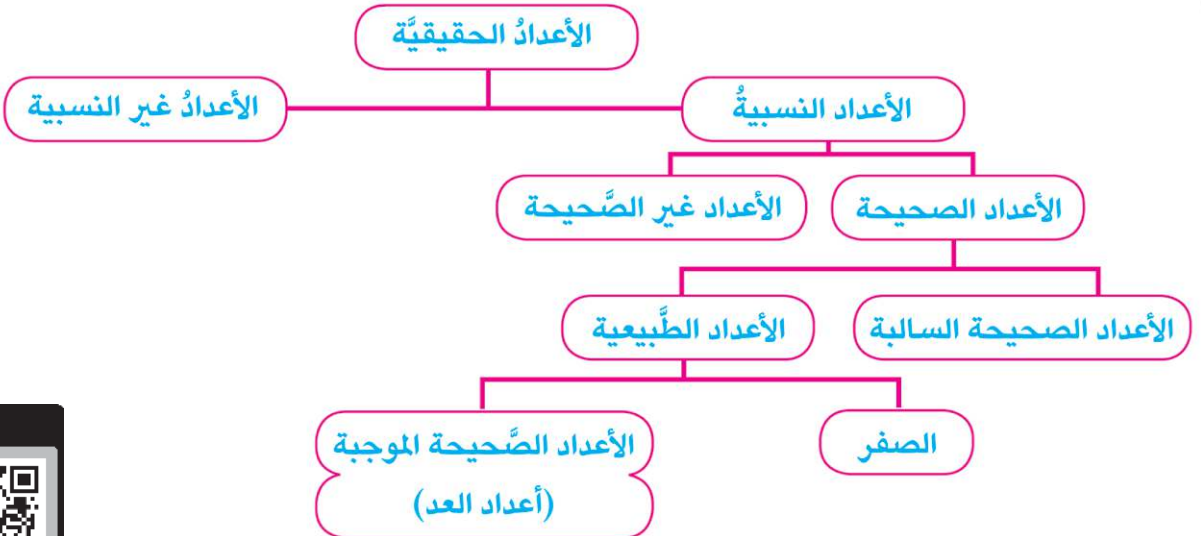 الأعدادُ الحقيقيَّة
الأعداد النسبيةُ
الأعدادُ غير النسبية
الأعداد الصحيحة
الأعداد غير الصَّحيحة
الأعداد الصحيحة السالبة
الأعداد الطَّبيعية
الصفر
الأعداد الصَّحيحة الموجبة
(أعداد العد)